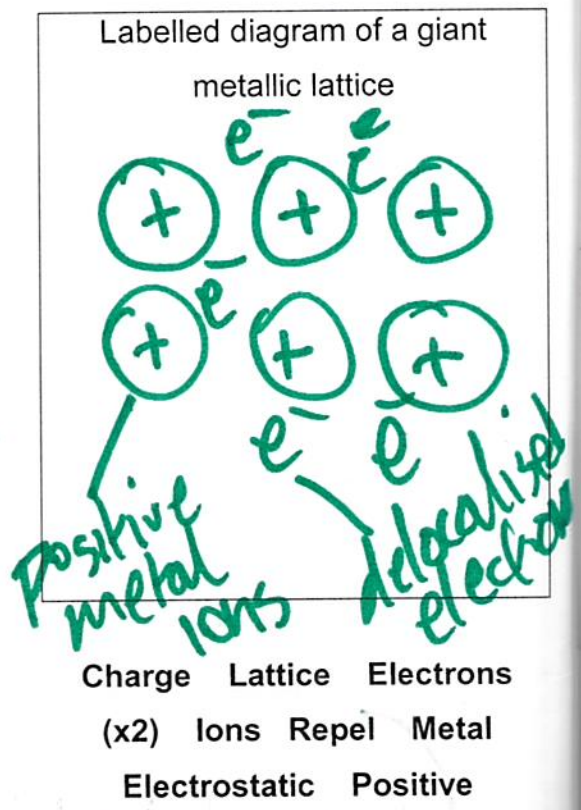 Labelled diagram of a giant
metallic lattice
e⁻ e
+ + +
e⁻
+ + +
e⁻ e⁻
Positive
metal
ions
delocalised
electron
Charge Lattice Electrons
(x2) Ions Repel Metal
Electrostatic Positive